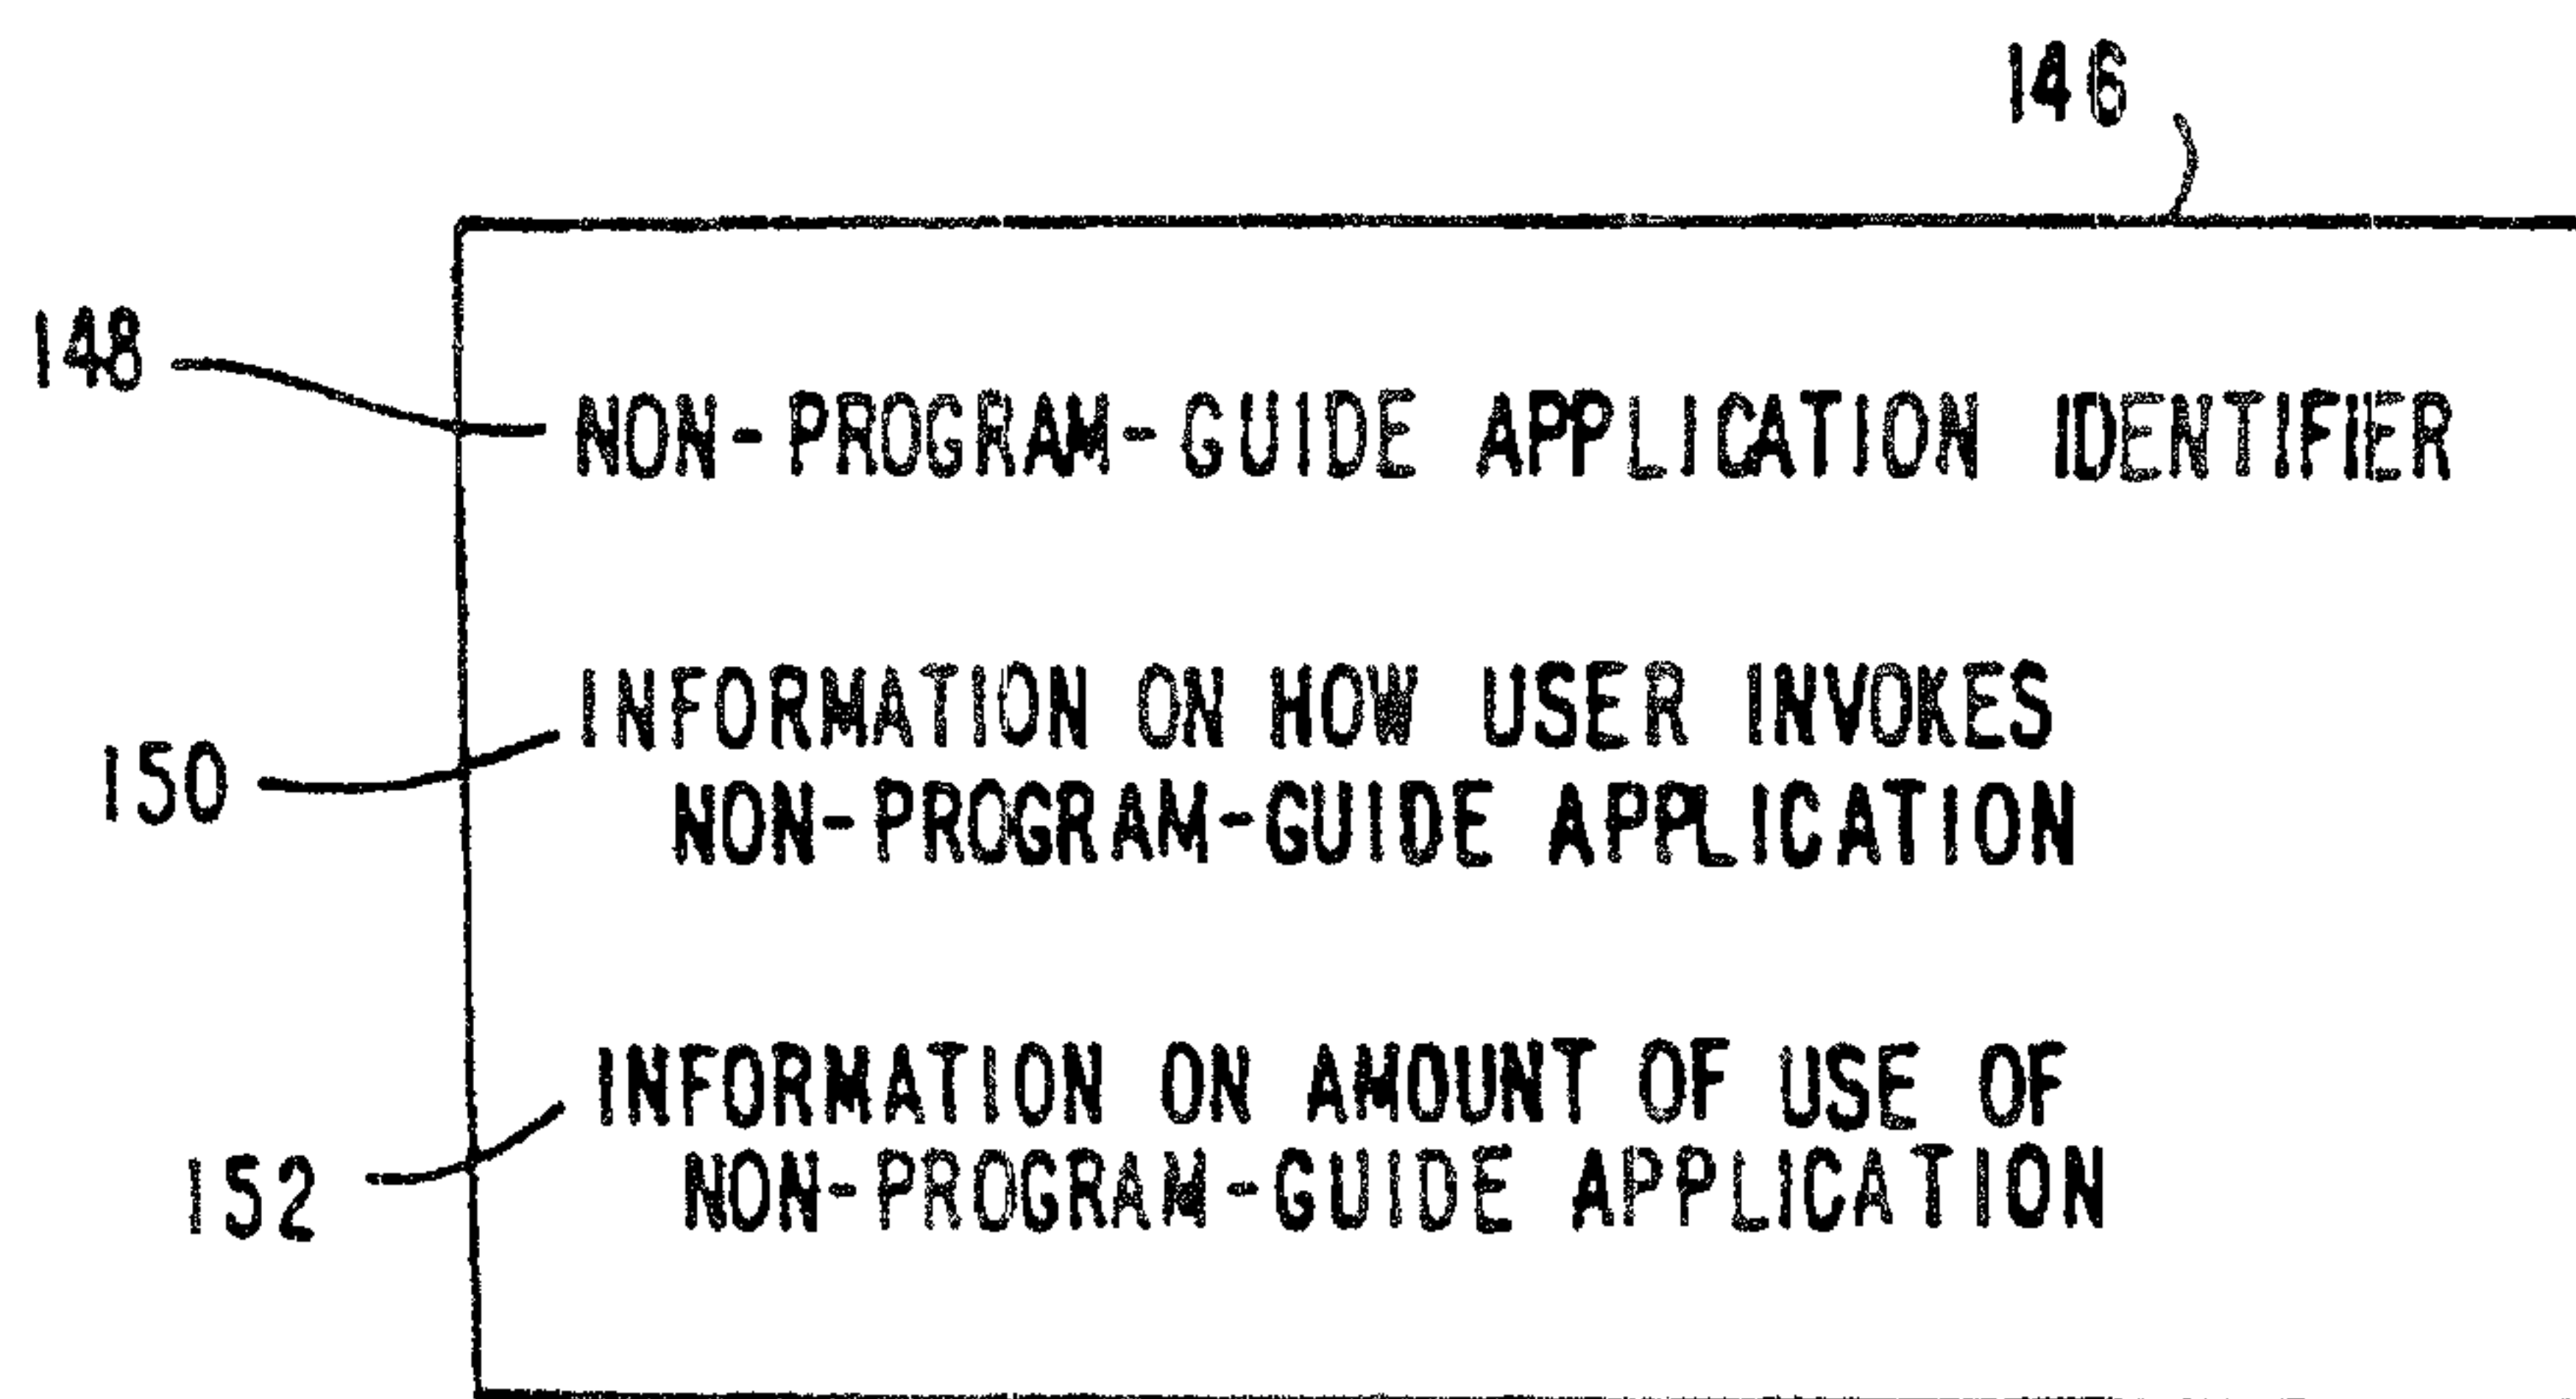 146
148
NON-PROGRAM-GUIDE APPLICATION IDENTIFIER
INFORMATION ON HOW USER INVOKES
150
NON-PROGRAM-GUIDE APPLICATION
INFORMATION ON AMOUNT OF USE OF
152
NON-PROGRAM-GUIDE APPLICATION